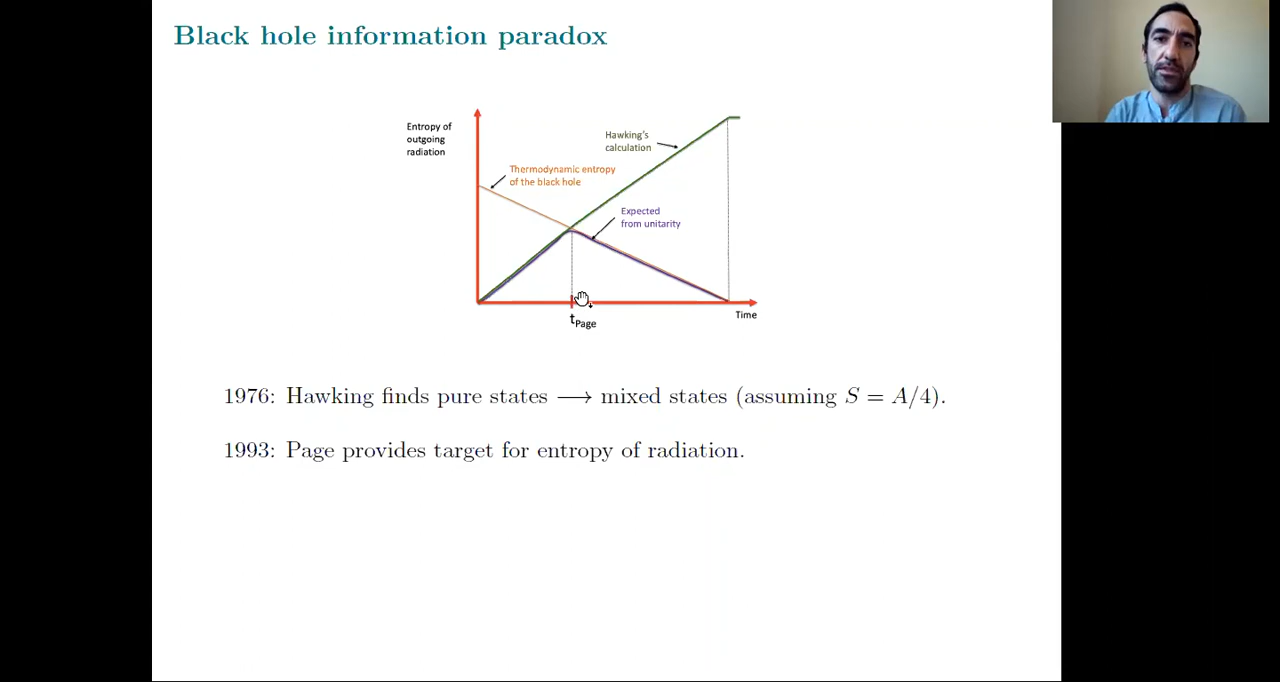 Black hole information paradox
Entropy of
outgoing
radiation
Hawking's
calculation
Thermodynamic entropy
of the black hole
Expected
from unitarity
Time
tPage
1976: Hawking finds pure states ⟶ mixed states (assuming S = A/4).
1993: Page provides target for entropy of radiation.